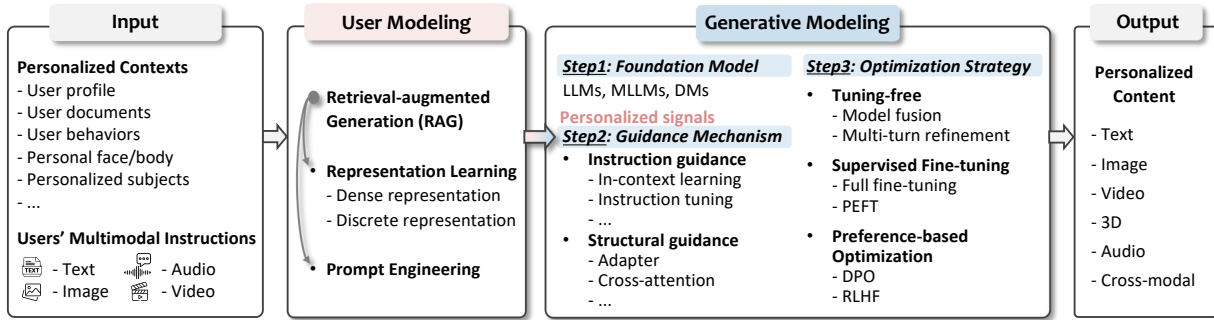 Input
Personalized Contexts
- User profile
- User documents
- User behaviors
- Personal face/body
- Personalized subjects
- ...
Users' Multimodal Instructions
TEXT - Text
- Audio
- Image
- Video
User Modeling
Retrieval-augmented
Generation (RAG)
• Representation Learning
- Dense representation
- Discrete representation
• Prompt Engineering
Generative Modeling
Step1: Foundation Model
LLMs, MLLMs, DMs
Personalized signals
Step2: Guidance Mechanism
• Instruction guidance
- In-context learning
- Instruction tuning
- ...
• Structural guidance
- Adapter
- Cross-attention
- ...
Step3: Optimization Strategy
• Tuning-free
- Model fusion
- Multi-turn refinement
• Supervised Fine-tuning
- Full fine-tuning
- PEFT
• Preference-based
Optimization
- DPO
- RLHF
Output
Personalized
Content
- Text
- Image
- Video
- 3D
- Audio
- Cross-modal